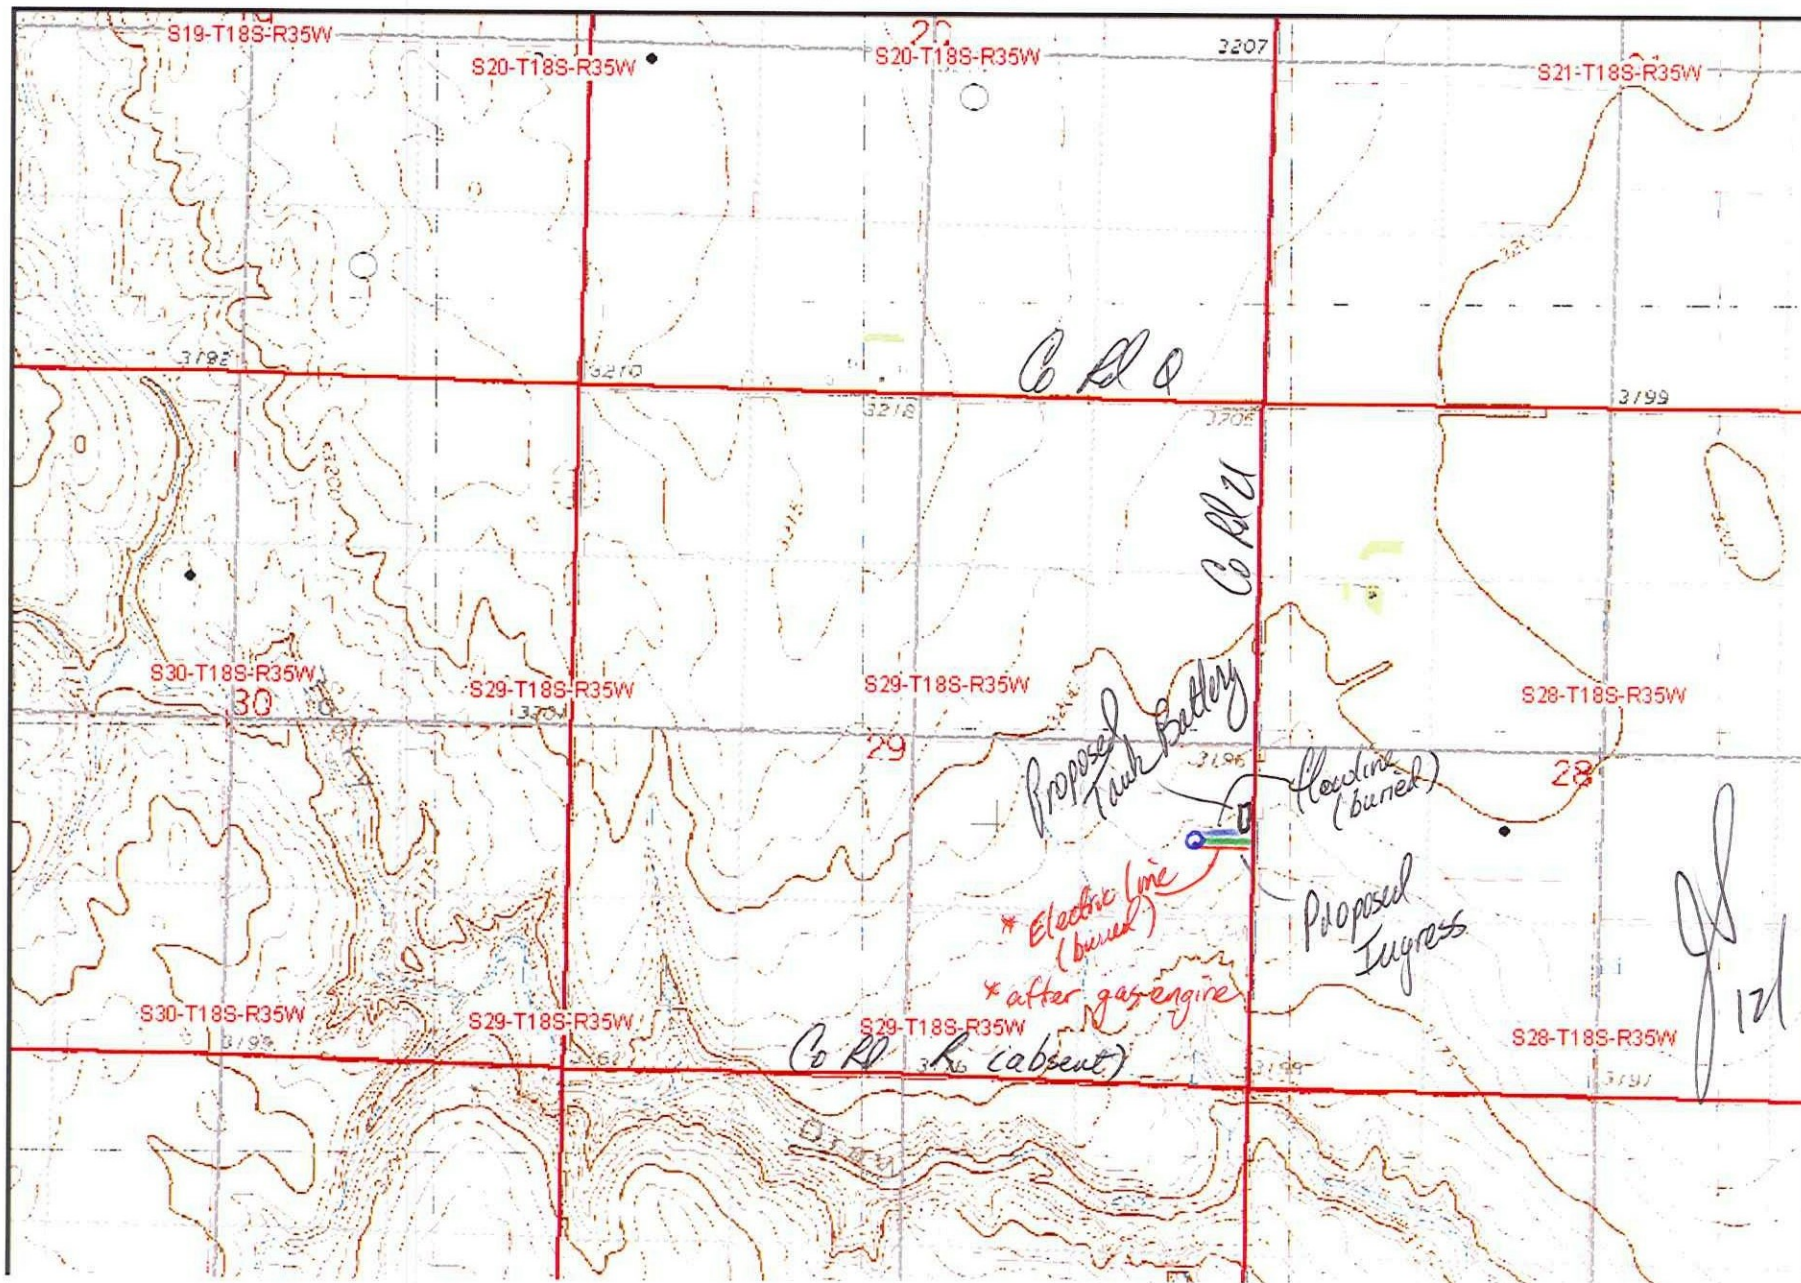 S19-T18S-R35W
20
3207
S20-T18S-R35W
S20-T18S-R35W
S21-T18S-R35W
3192
3210
Co Rd Q
3218
3205
3199
Co Rd U
S30-T18S-R35W
30
S29-T18S-R35W
S29-T18S-R35W
S28-T18S-R35W
29
28
3196
Proposed
Tank Battery
flowline
(buried)
* Electric line
(buried)
* after gas engine
Proposed
Ingress
S30-T18S-R35W
S29-T18S-R35W
S29-T18S-R35W
S28-T18S-R35W
Co Rd R (absent)
3199
3191